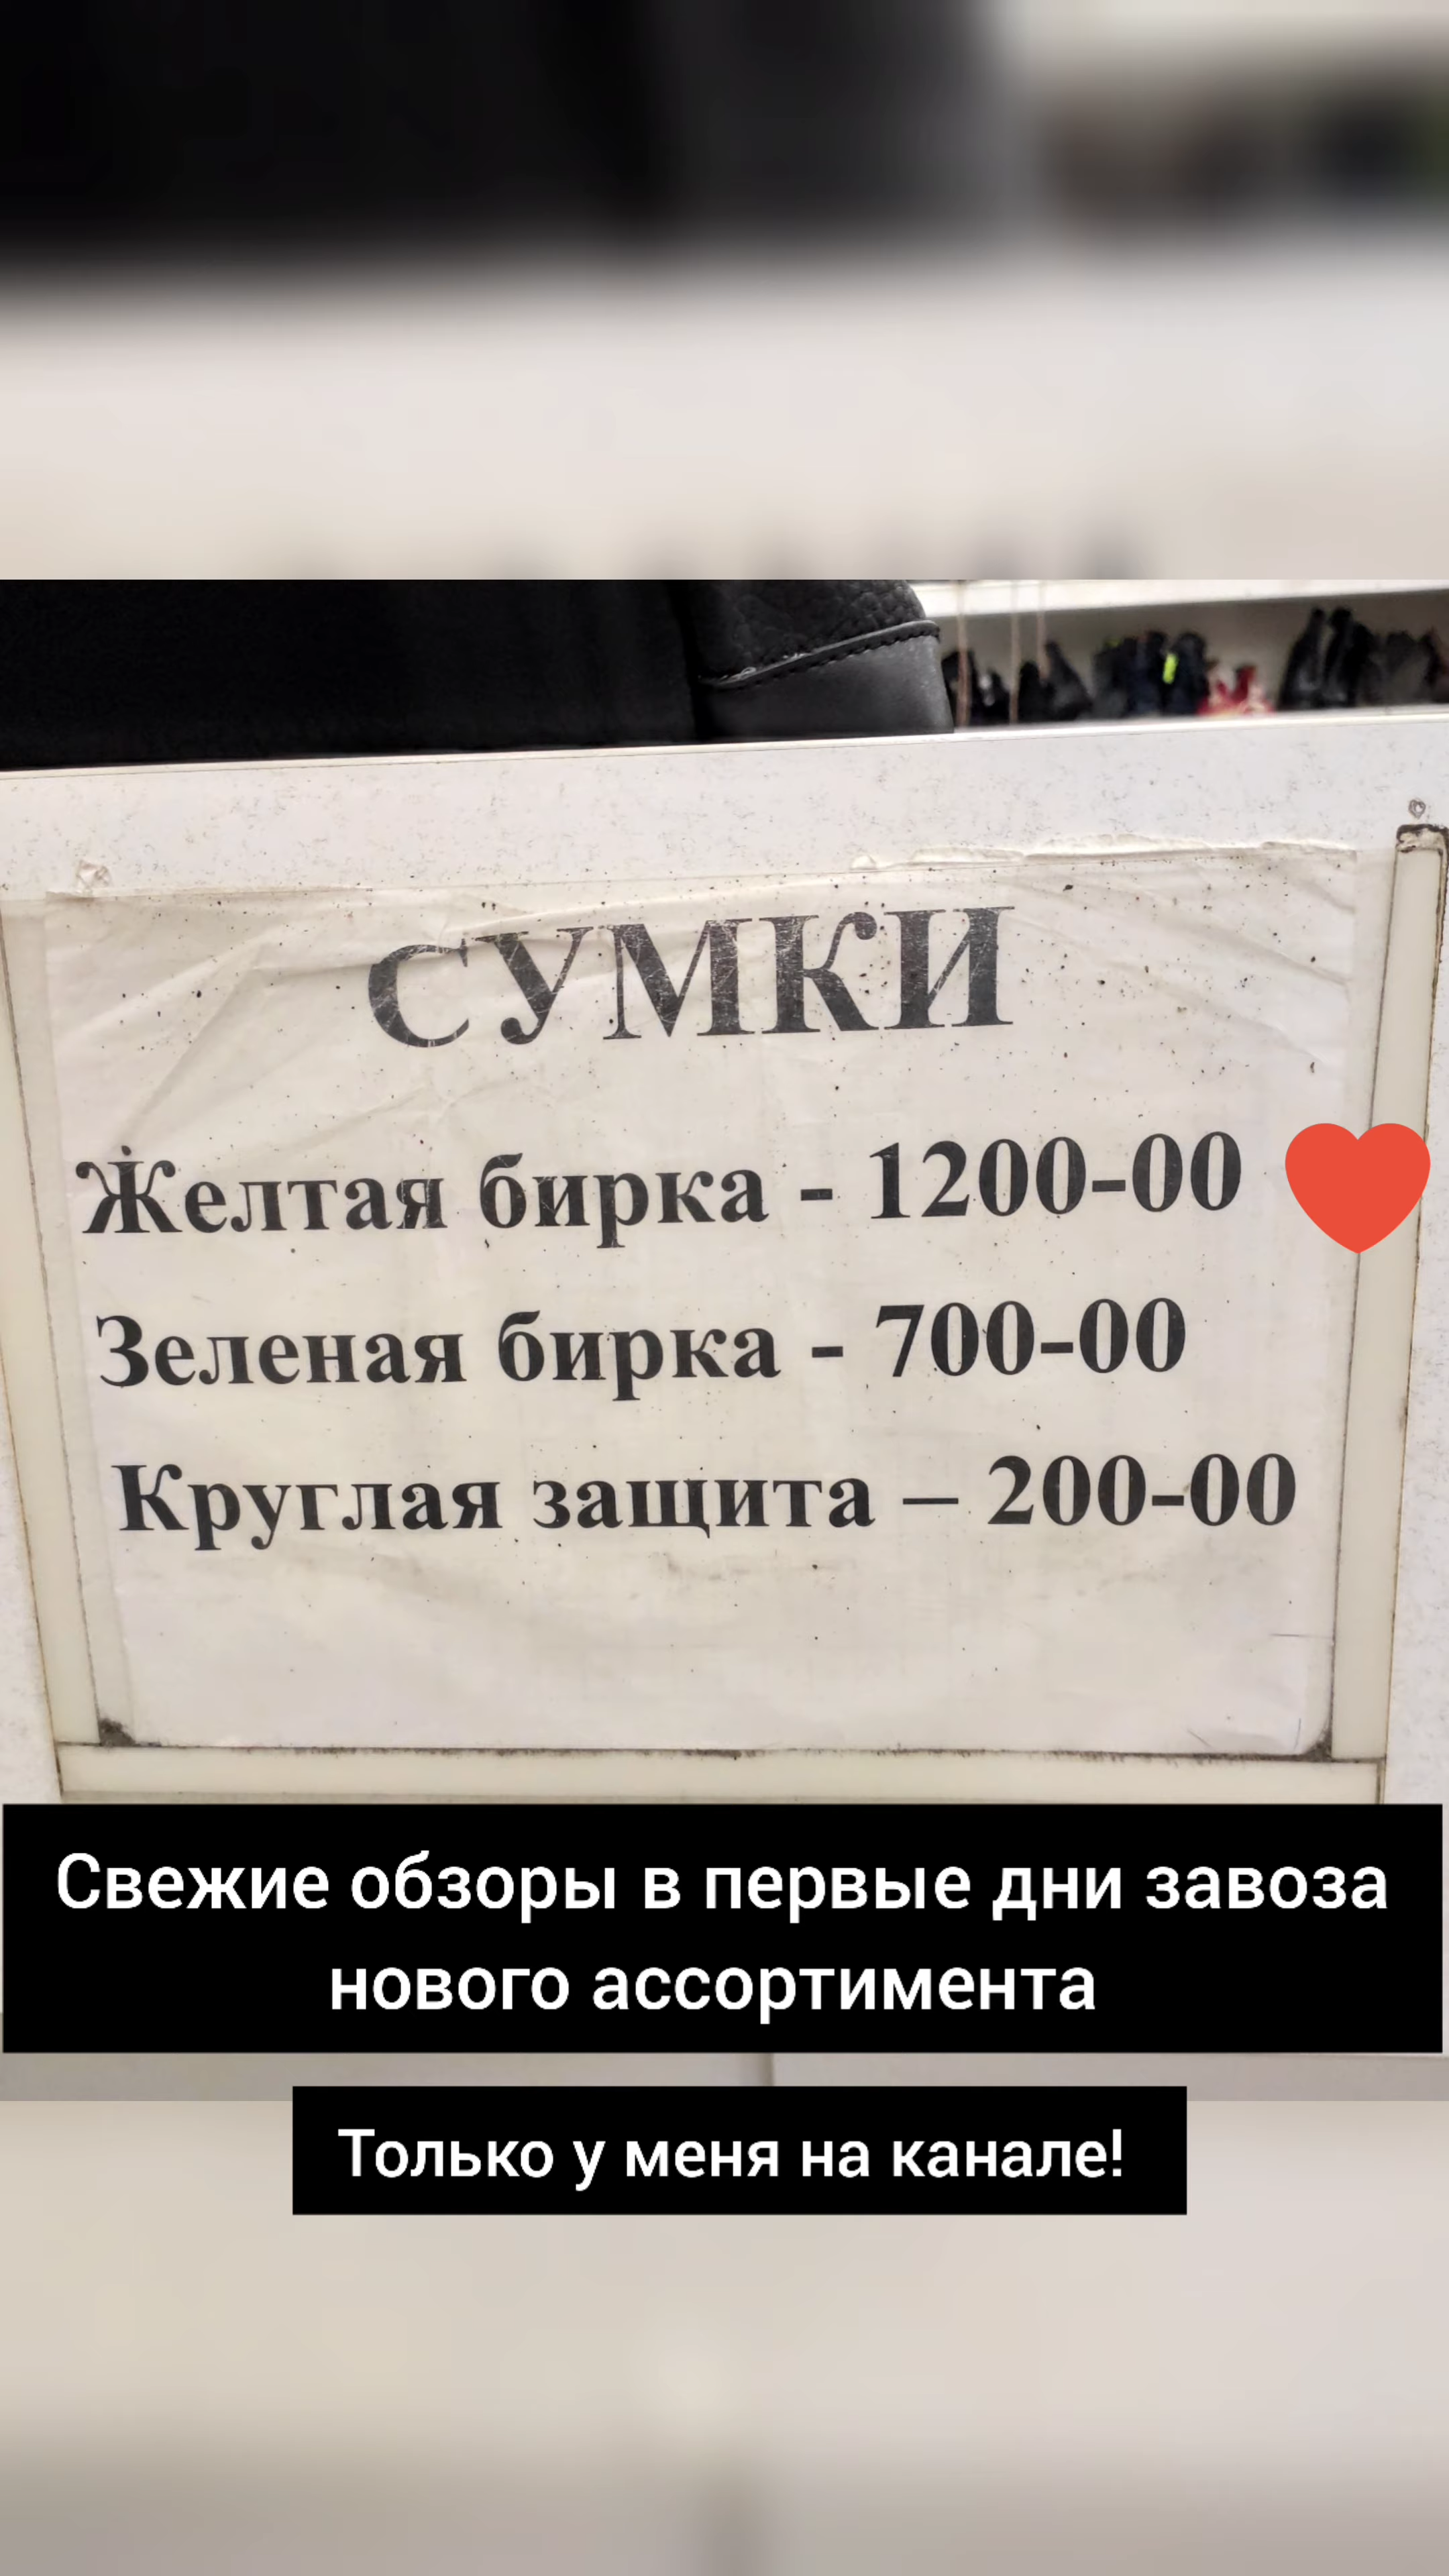 СУМКИ
Желтая бирка - 1200-00
Зеленая бирка - 700-00
Круглая защита – 200-00
Свежие обзоры в первые дни завоза
нового ассортимента
Только у меня на канале!